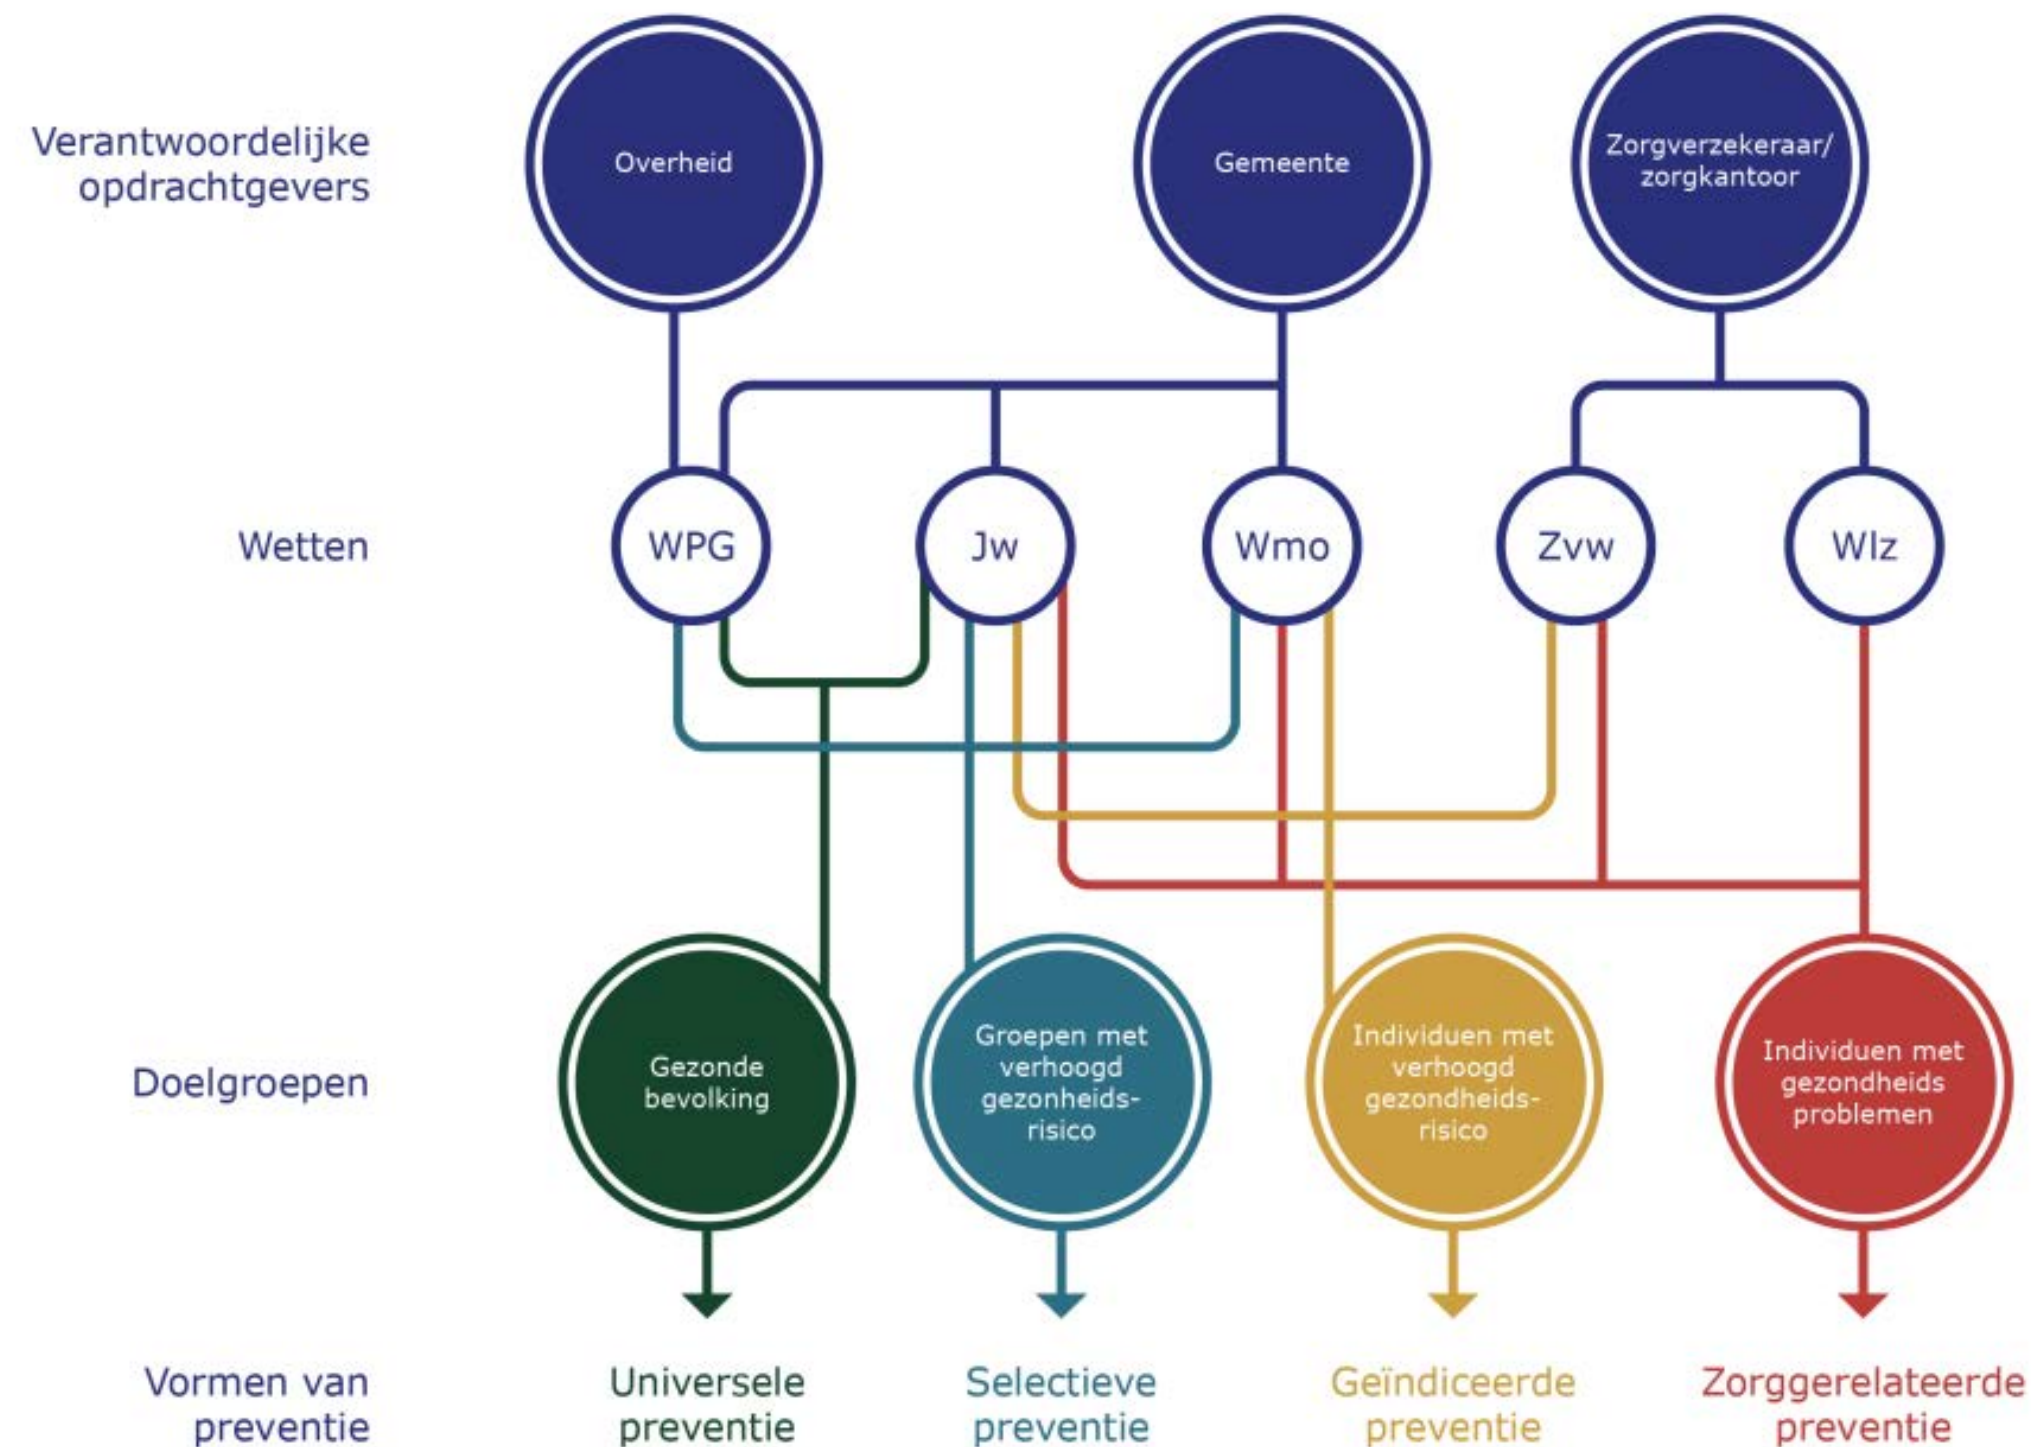 Verantwoordelijke
opdrachtgevers
Overheid
Gemeente
Zorgverzekeraar/
zorgkantoor
Wetten
WPG
Jw
Wmo
Zvw
Wlz
Doelgroepen
Gezonde
bevolking
Groepen met
verhoogd
gezonheids-
risico
Individuen met
verhoogd
gezondheids-
risico
Individuen met
gezondheids
problemen
Vormen van
preventie
Universele
preventie
Selectieve
preventie
Geïndiceerde
preventie
Zorggerelateerde
preventie